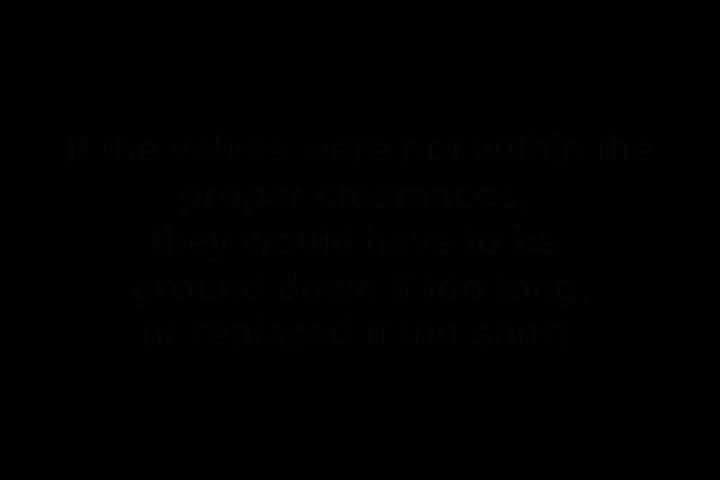 If the valves were not within the
proper clearances,
they would have to be
ground down if too long,
or replaced if too short